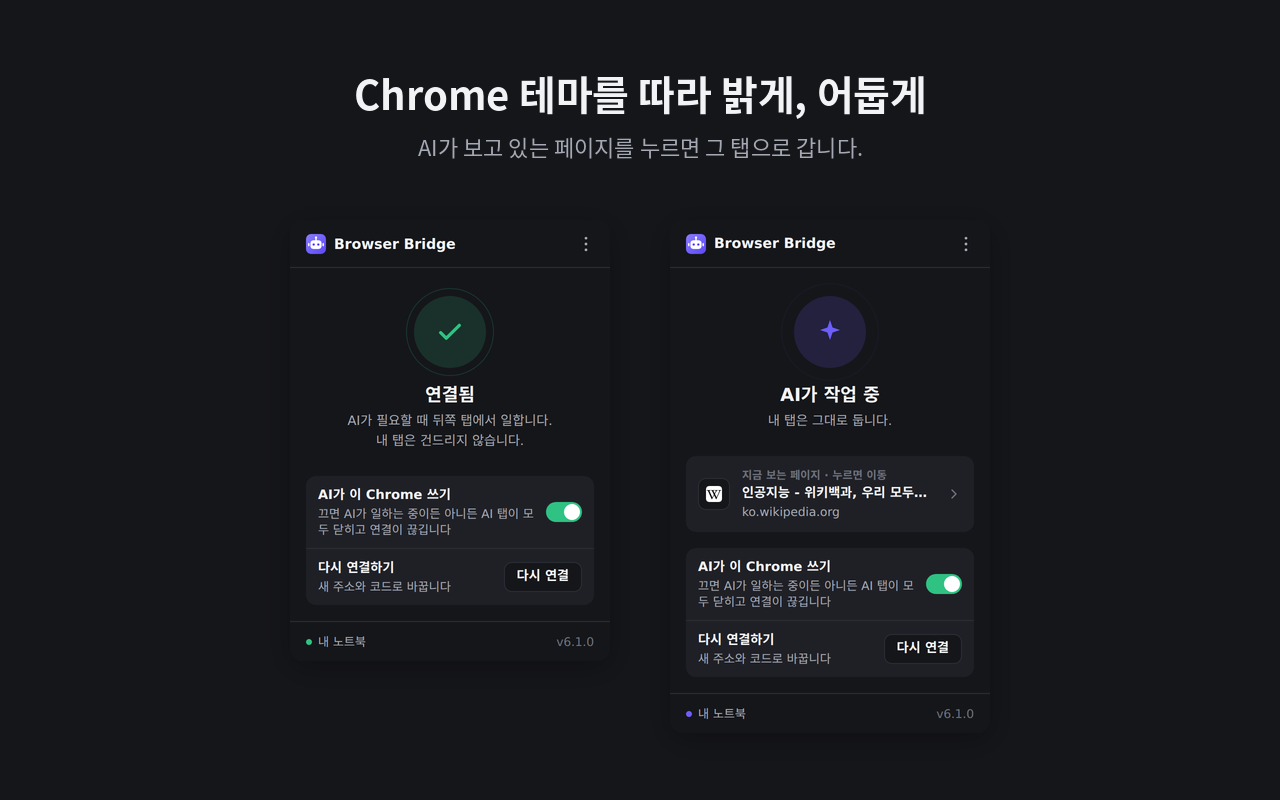 Chrome 테마를 따라 밝게, 어둡게
AI가 보고 있는 페이지를 누르면 그 탭으로 갑니다.
Browser Bridge
연결됨
AI가 필요할 때 뒤쪽 탭에서 일합니다.
내 탭은 건드리지 않습니다.
AI가 이 Chrome 쓰기
끄면 AI가 일하는 중이든 아니든 AI 탭이 모
두 닫히고 연결이 끊깁니다
다시 연결하기
새 주소와 코드로 바꿉니다
다시 연결
내 노트북
v6.1.0
Browser Bridge
AI가 작업 중
내 탭은 그대로 둡니다.
지금 보는 페이지 · 누르면 이동
W
인공지능 - 위키백과, 우리 모두...
ko.wikipedia.org
AI가 이 Chrome 쓰기
끄면 AI가 일하는 중이든 아니든 AI 탭이 모
두 닫히고 연결이 끊깁니다
다시 연결하기
새 주소와 코드로 바꿉니다
다시 연결
내 노트북
v6.1.0